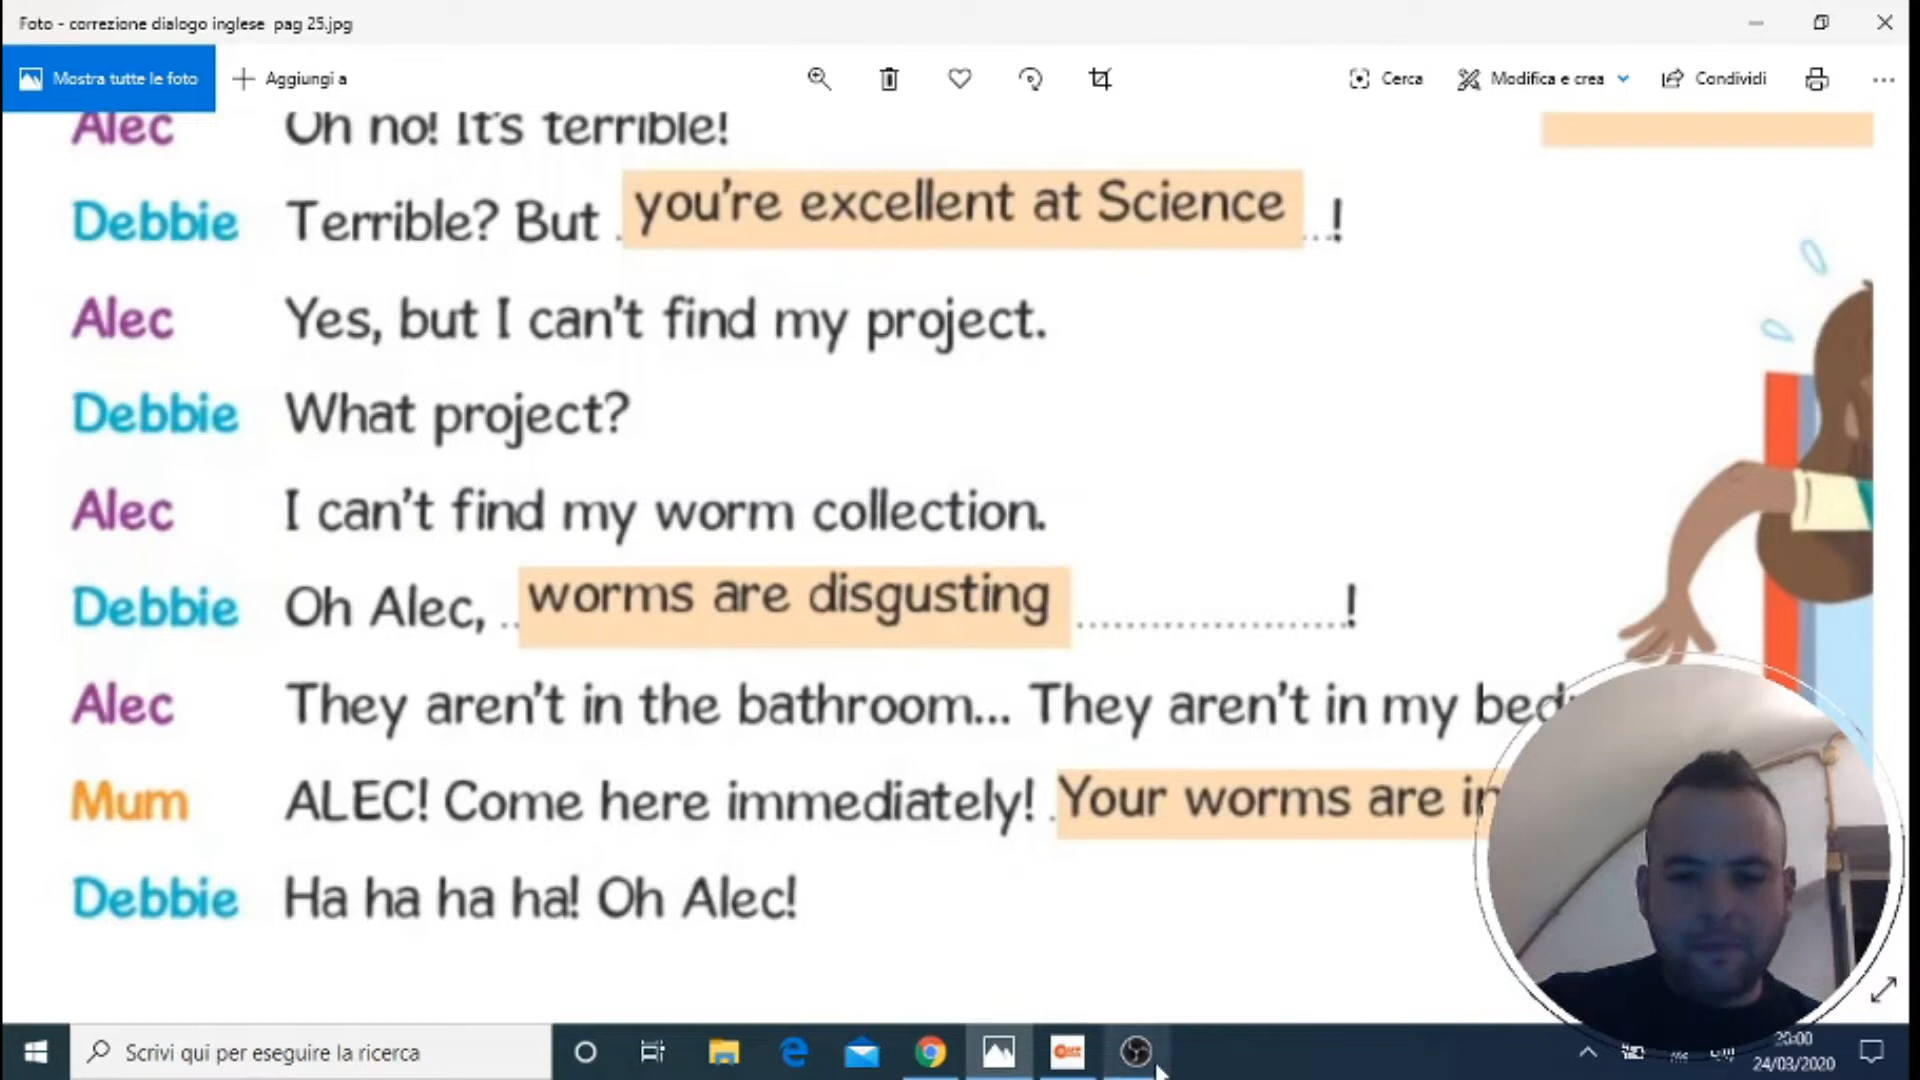 Foto - correzione dialogo inglese pag 25.jpg
Mostra tutte le foto
Aggiungi a
Cerca
Modifica e crea
Condividi
Alec Oh no! It's terrible!
Debbie Terrible? But you're excellent at Science !
Alec Yes, but I can't find my project.
Debbie What project?
Alec I can't find my worm collection.
Debbie Oh Alec, worms are disgusting !
Alec They aren't in the bathroom... They aren't in my
Mum ALEC! Come here immediately! Your worms are
Debbie Ha ha ha ha! Oh Alec!
Scrivi qui per eseguire la ricerca
20:00
24/03/2020